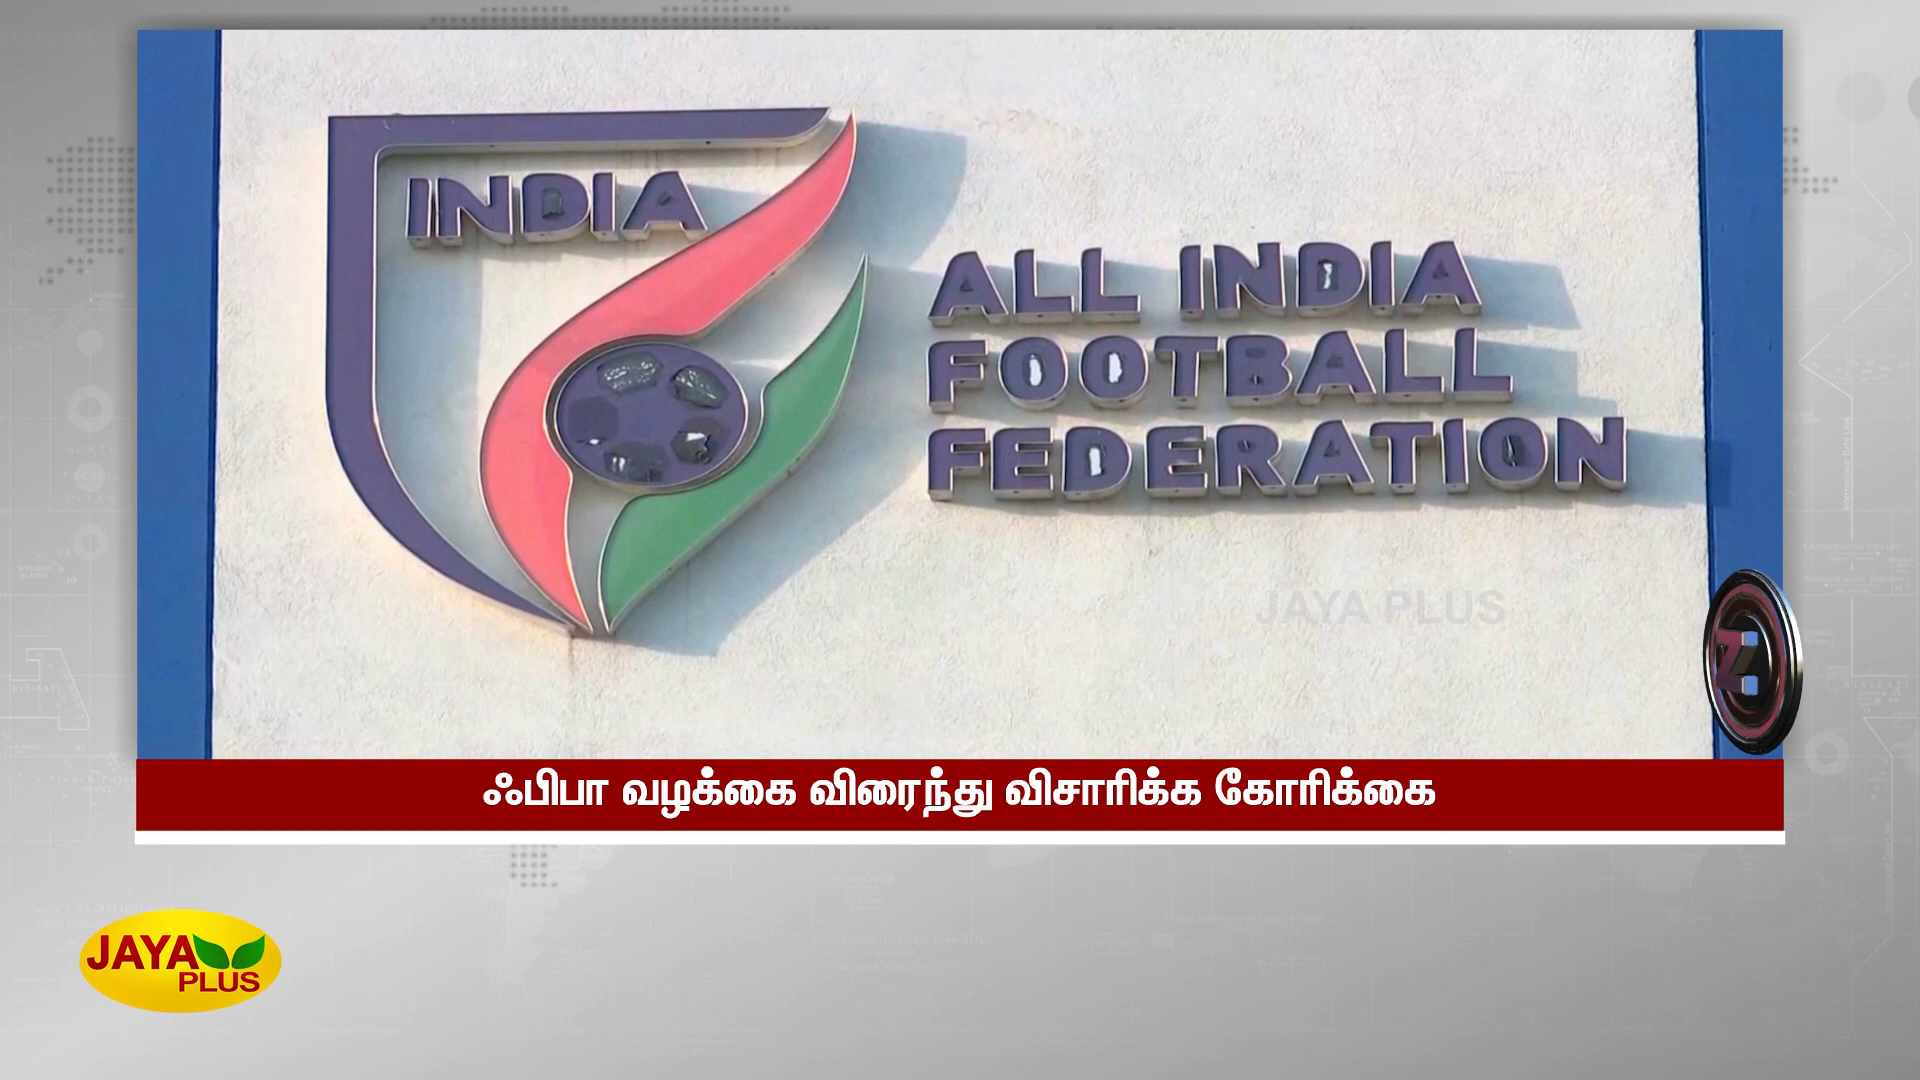 INDIA
ALL INDIA
FOOTBALL
FEDERATION
JAYA PLUS
ஃபிபா வழக்கை விரைந்து விசாரிக்க கோரிக்கை
JAYA
PLUS